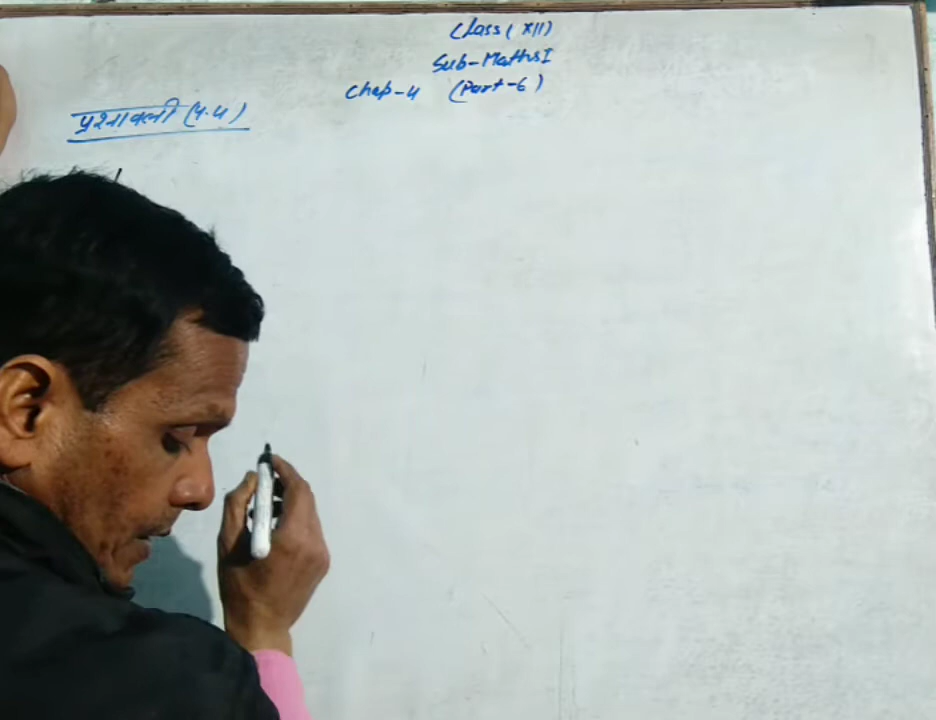 Class (XII)
Sub-Maths I
Chap-4 (Part-6)
प्रश्नावली (4.4)